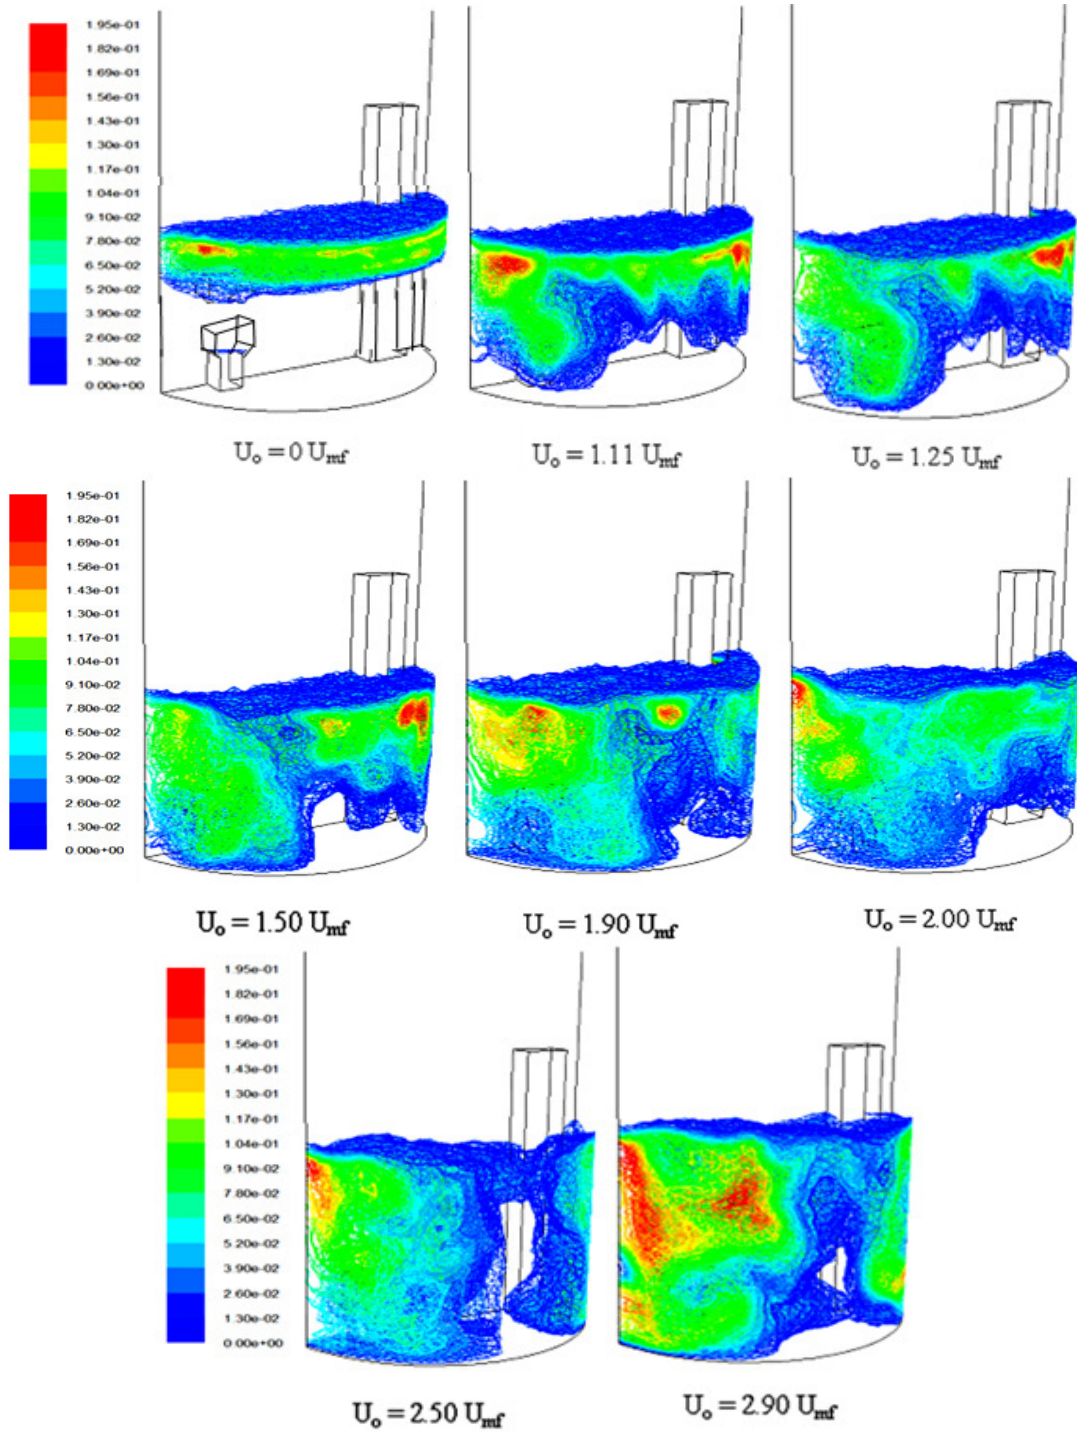 1.95e-01
1.82e-01
1.69e-01
1.56e-01
1.43e-01
1.30e-01
1.17e-01
1.04e-01
9.10e-02
7.80e-02
6.50e-02
5.20e-02
3.90e-02
2.60e-02
1.30e-02
0.00e+00
U₀ = 0 Uₘf
U₀ = 1.11 Uₘf
U₀ = 1.25 Uₘf
1.95e-01
1.82e-01
1.69e-01
1.56e-01
1.43e-01
1.30e-01
1.17e-01
1.04e-01
9.10e-02
7.80e-02
6.50e-02
5.20e-02
3.90e-02
2.60e-02
1.30e-02
0.00e+00
U₀ = 1.50 Uₘf
U₀ = 1.90 Uₘf
U₀ = 2.00 Uₘf
1.95e-01
1.82e-01
1.69e-01
1.56e-01
1.43e-01
1.30e-01
1.17e-01
1.04e-01
9.10e-02
7.80e-02
6.50e-02
5.20e-02
3.90e-02
2.60e-02
1.30e-02
0.00e+00
U₀ = 2.50 Uₘf
U₀ = 2.90 Uₘf